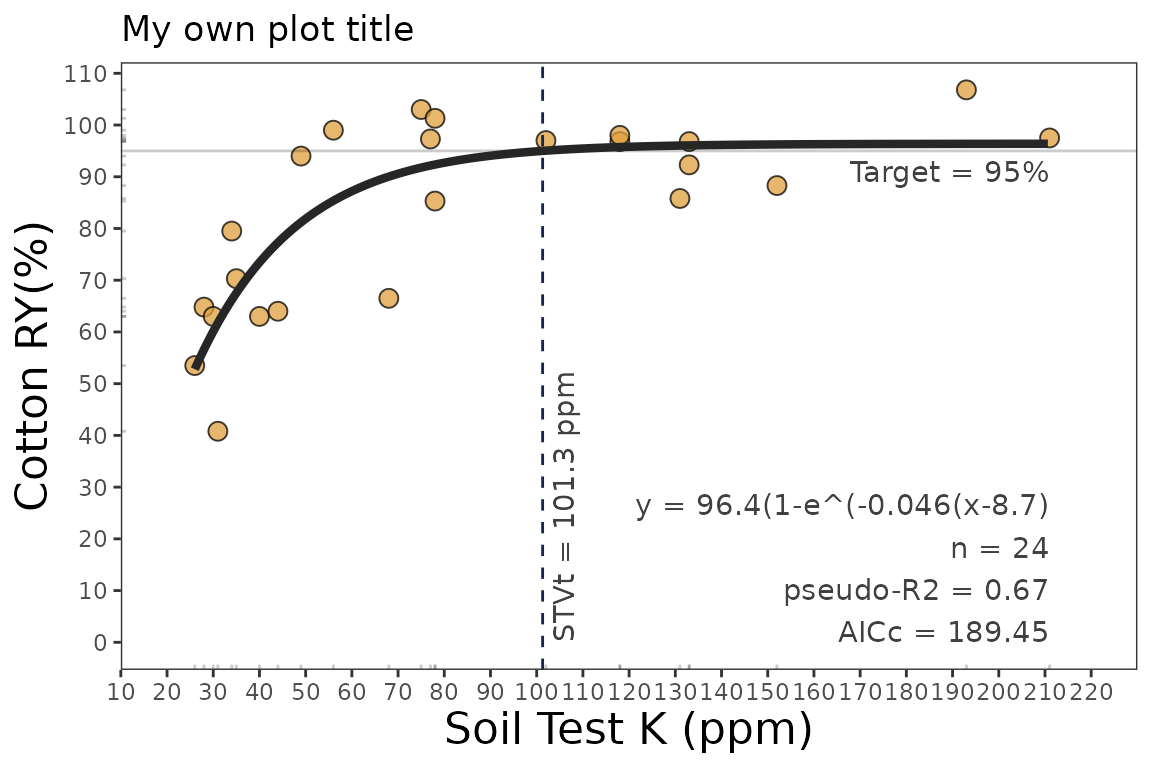 My own plot title
110
100
90
80
70
60
50
40
30
20
10
0
Cotton RY(%)
Target = 95%
STVt = 101.3 ppm
y = 96.4(1-e^(-0.046(x-8.7)
n = 24
pseudo-R2 = 0.67
AICc = 189.45
10 20 30 40 50 60 70 80 90 100 110 120 130 140 150 160 170 180 190 200 210 220
Soil Test K (ppm)